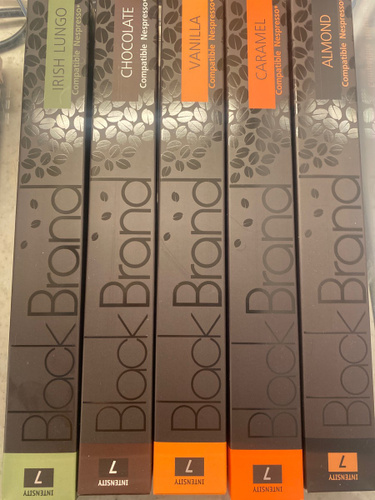 IRISH LUNGO
Compatible Nespresso*
Black Brand
INTENSITY
7
CHOCOLATE
Compatible Nespresso*
Black Brand
INTENSITY
7
VANILLA
Compatible Nespresso*
Black Brand
INTENSITY
7
CARAMEL
Compatible Nespresso*
Black Brand
INTENSITY
7
ALMOND
Compatible Nespresso*
Black Brand
INTENSITY
7